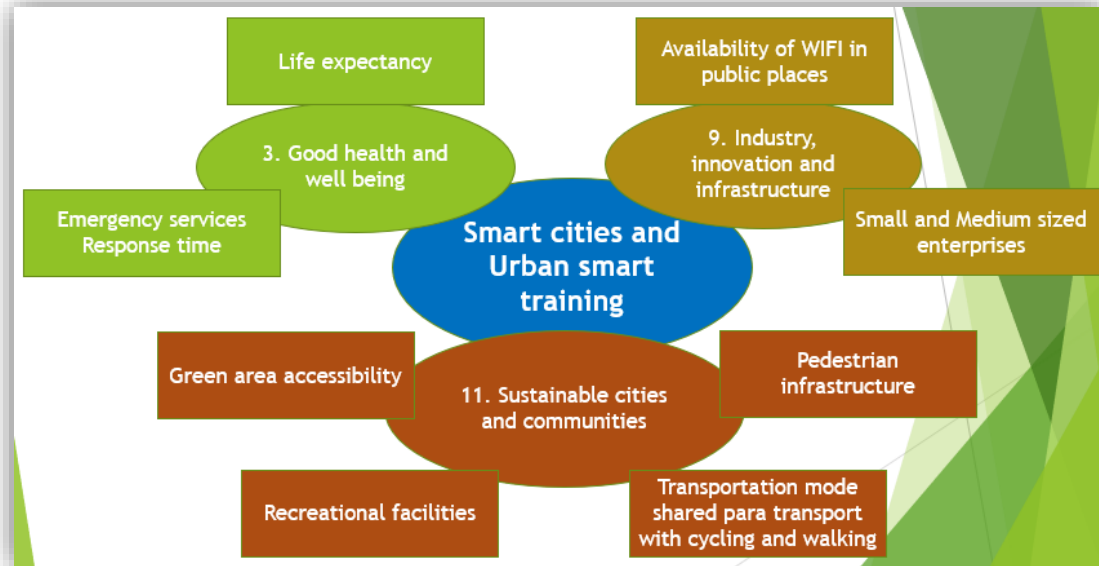 Life expectancy
Availability of WIFI in
public places
3. Good health and
well being
9. Industry,
innovation and
infrastructure
Emergency services
Response time
Smart cities and
Urban smart
training
Small and Medium sized
enterprises
Green area accessibility
11. Sustainable cities
and communities
Pedestrian
infrastructure
Recreational facilities
Transportation mode
shared para transport
with cycling and walking